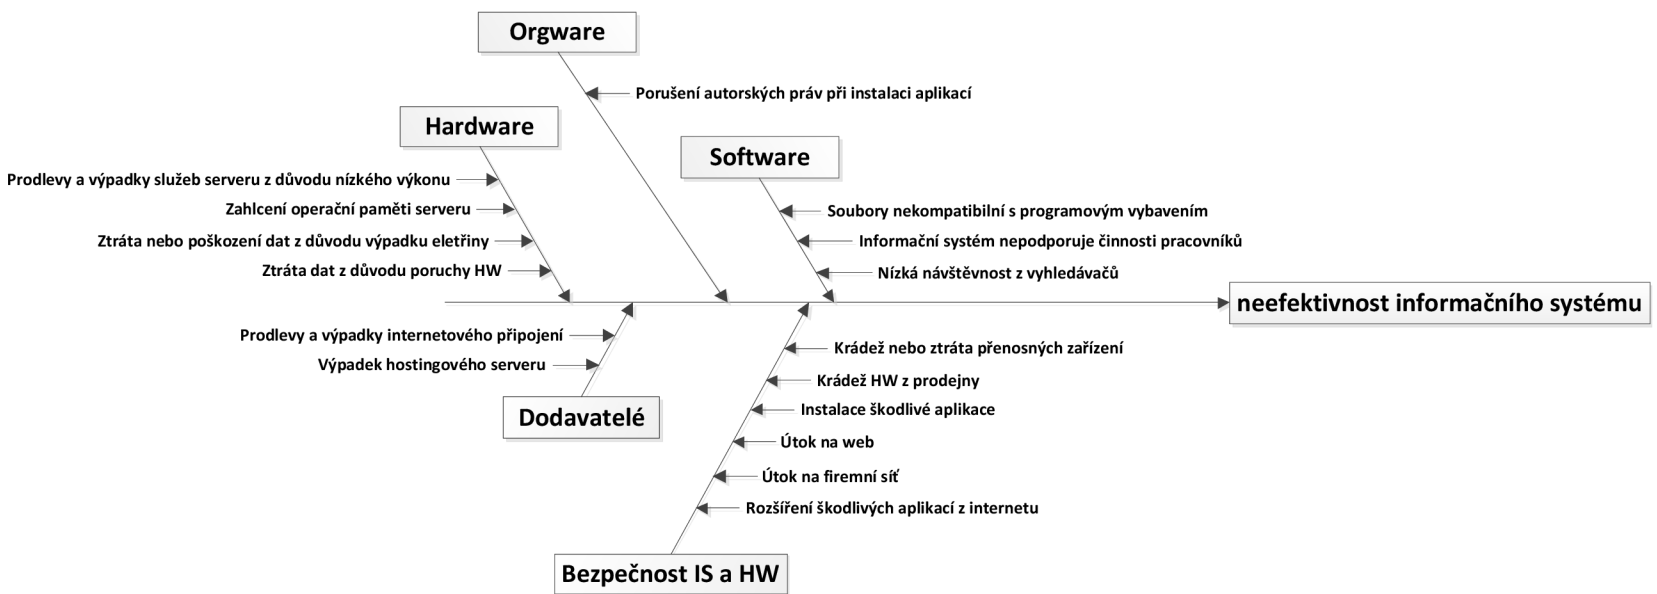 Orgware
Porušení autorských práv při instalaci aplikací
Hardware
Prodlevy a výpadky služeb serveru z důvodu nízkého výkonu
Zahlcení operační paměti serveru
Ztráta nebo poškození dat z důvodu výpadku eletřiny
Ztráta dat z důvodu poruchy HW
Software
Soubory nekompatibilní s programovým vybavením
Informační systém nepodporuje činnosti pracovníků
Nízká návštěvnost z vyhledávačů
neefektivnost informačního systému
Prodlevy a výpadky internetového připojení
Výpadek hostingového serveru
Dodavatelé
Krádež nebo ztráta přenosných zařízení
Krádež HW z prodejny
Instalace škodlivé aplikace
Útok na web
Útok na firemní síť
Rozšíření škodlivých aplikací z internetu
Bezpečnost IS a HW